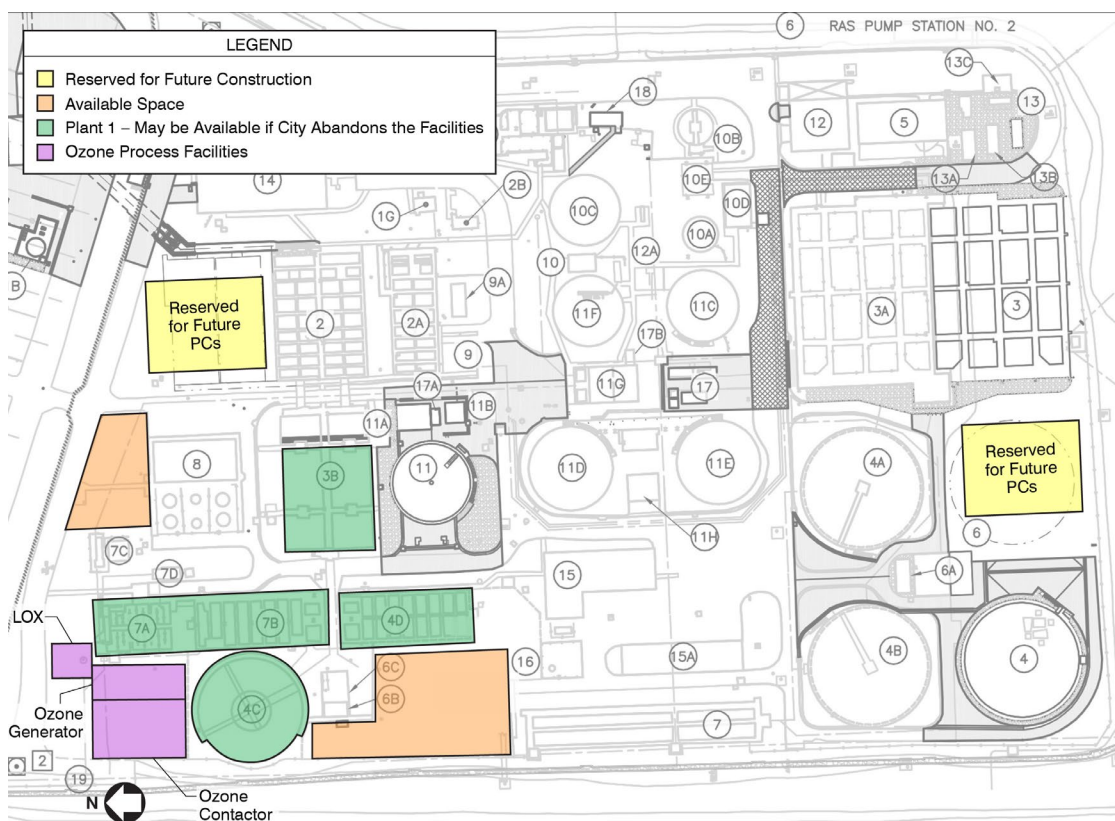 6 RAS PUMP STATION NO. 2
LEGEND
Reserved for Future Construction
Available Space
Plant 1 – May be Available if City Abandons the Facilities
Ozone Process Facilities
18
13C
13
12
5
10B
14
2B
1G
10E
10D
13A
13B
10C
10A
B
10
12A
9A
Reserved
for Future
PCs
2
2A
11F
11C
3A
3
17B
9
17A
11G
17
11A
11B
8
3B
11
11D
11E
4A
Reserved
for Future
PCs
7C
11H
6
7D
15
6A
LOX
7A
7B
4D
16
15A
4B
4
6C
6B
4C
Ozone
Generator
7
2
19
N
Ozone
Contactor